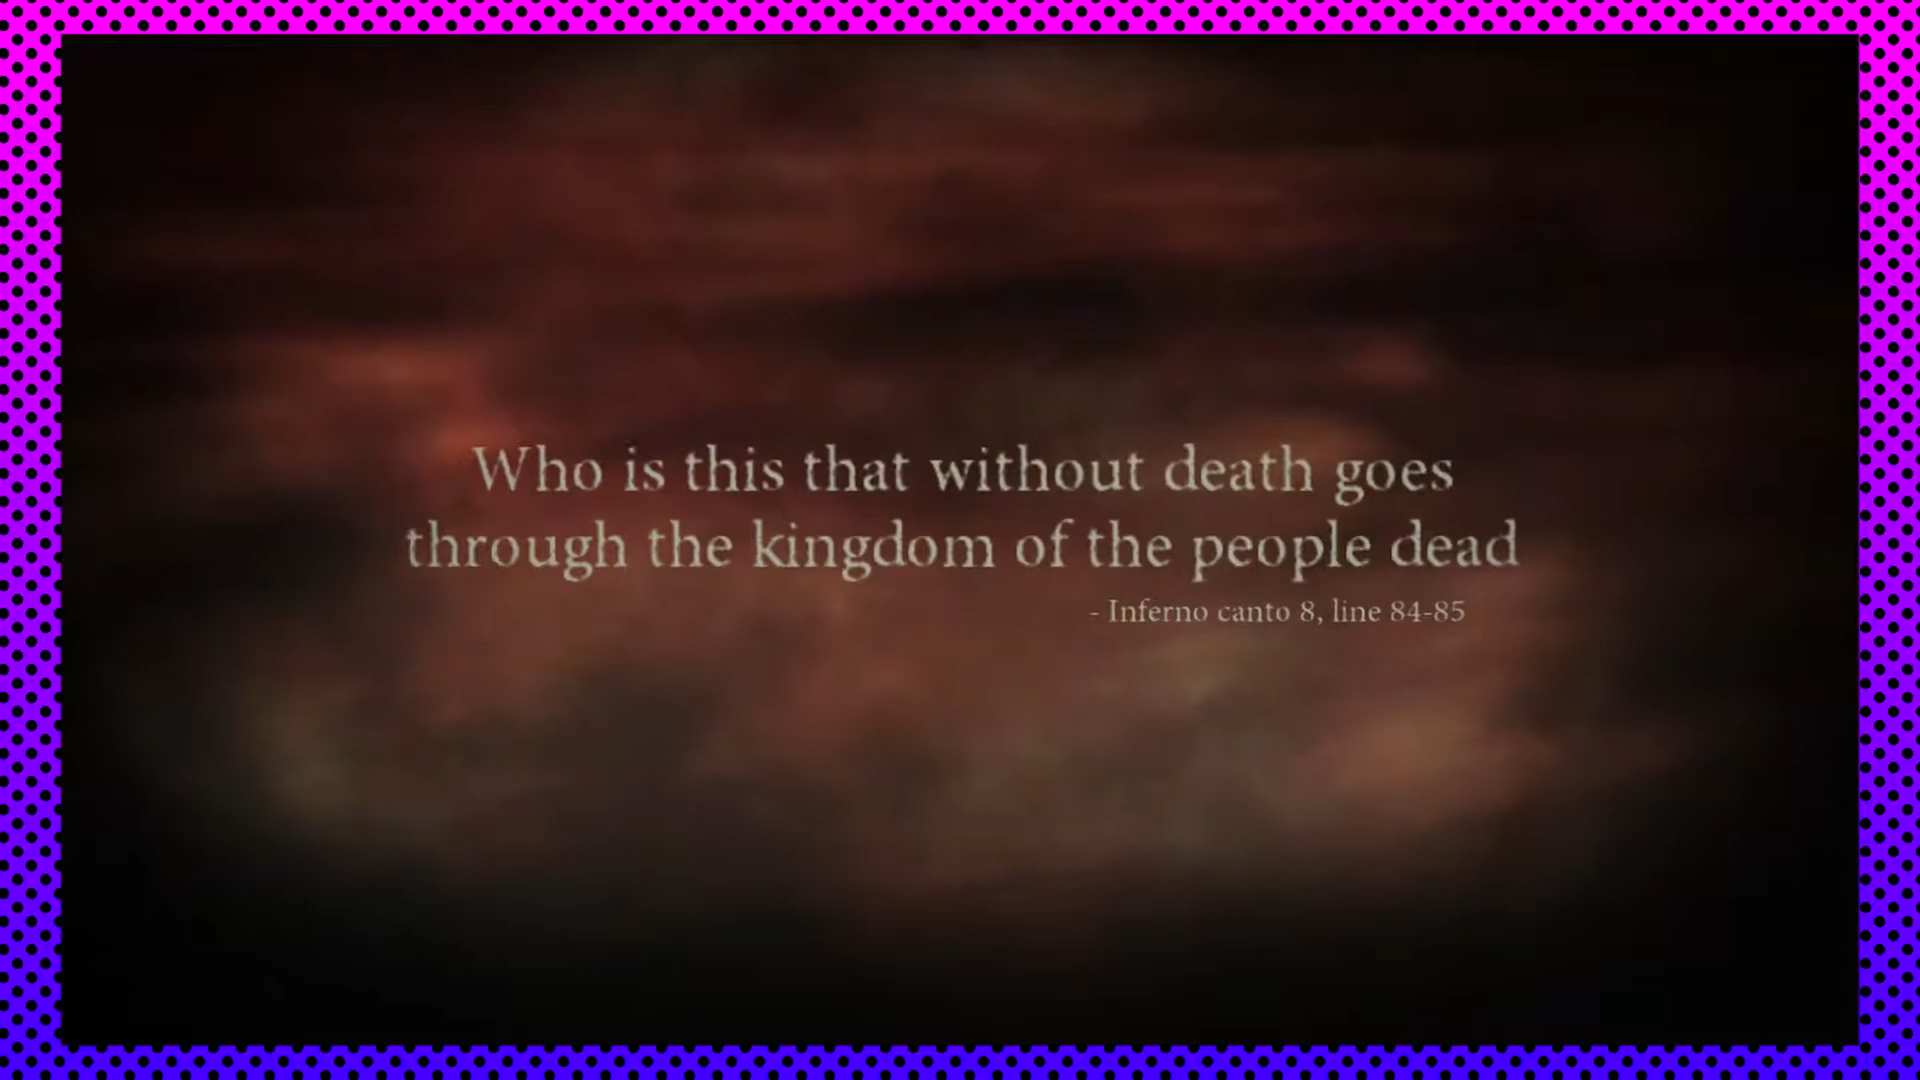 Who is this that without death goes
through the kingdom of the people dead
- Inferno canto 8, line 84-85